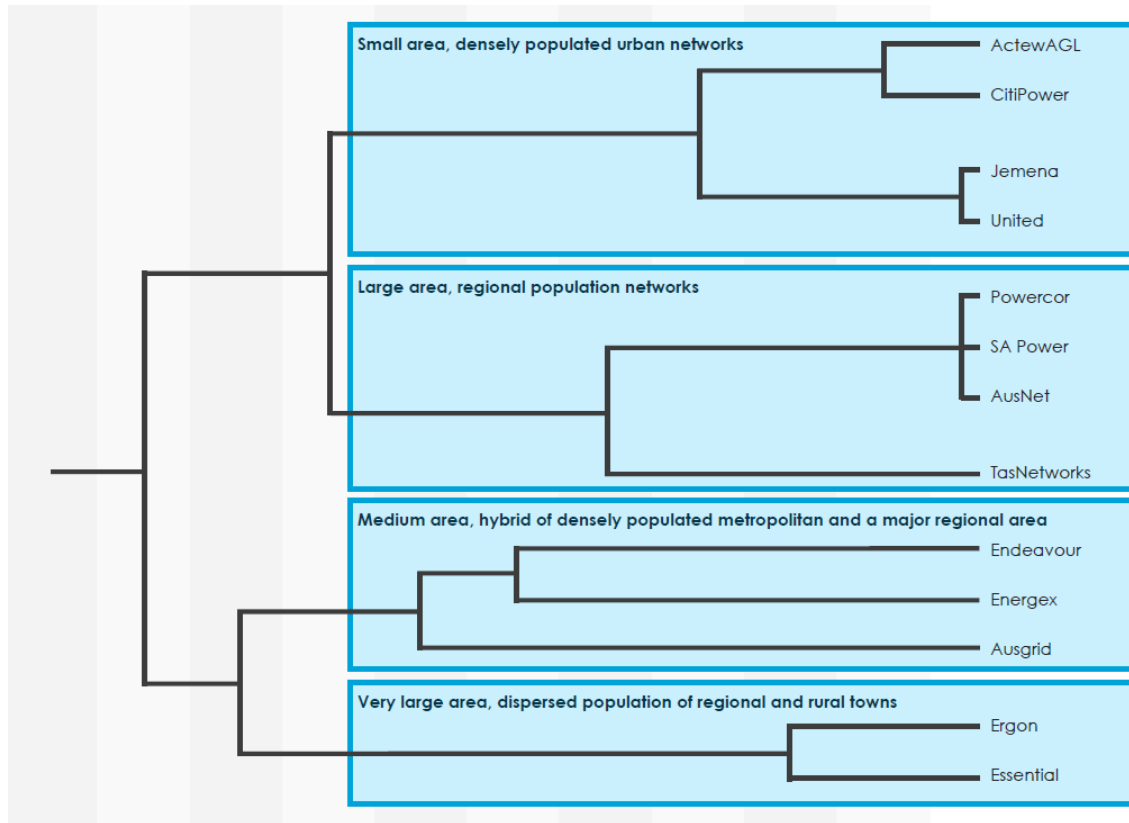 Small area, densely populated urban networks
ActewAGL
CitiPower
Jemena
United
Large area, regional population networks
Powercor
SA Power
AusNet
TasNetworks
Medium area, hybrid of densely populated metropolitan and a major regional area
Endeavour
Energex
Ausgrid
Very large area, dispersed population of regional and rural towns
Ergon
Essential